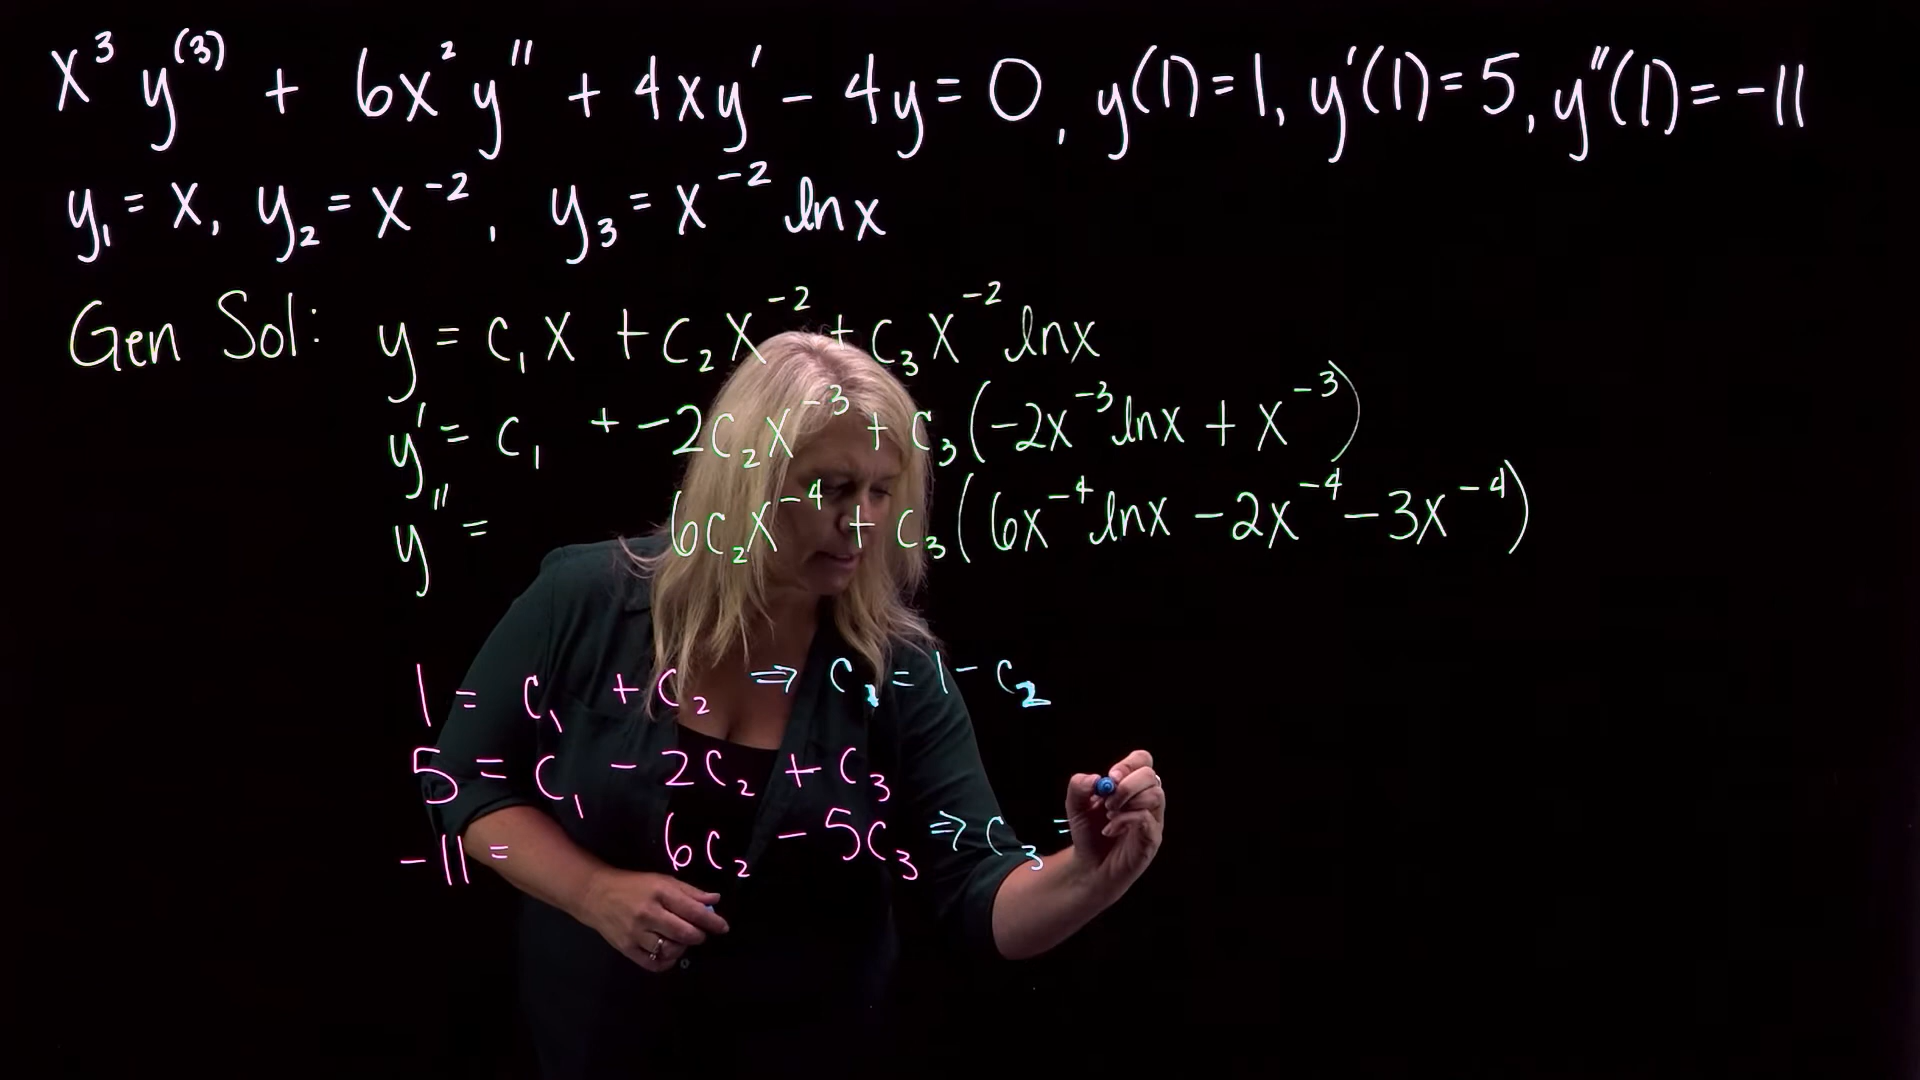 x³ y⁽³⁾ + 6x² y'' + 4xy' - 4y = 0, y(1)=1, y'(1)=5, y''(1)=-11
y₁ = x, y₂ = x⁻², y₃ = x⁻² ln x
Gen Sol: y = c₁x + c₂x⁻² + c₃x⁻² ln x
y' = c₁ + -2c₂x⁻³ + c₃(-2x⁻³ ln x + x⁻³)
y'' = 6c₂x⁻⁴ + c₃(6x⁻⁴ ln x - 2x⁻⁴ - 3x⁻⁴)
1 = c₁ + c₂ ⇒ c₁ = 1 - c₂
5 = c₁ - 2c₂ + c₃
-11 = 6c₂ - 5c₃ ⇒ c₃ =